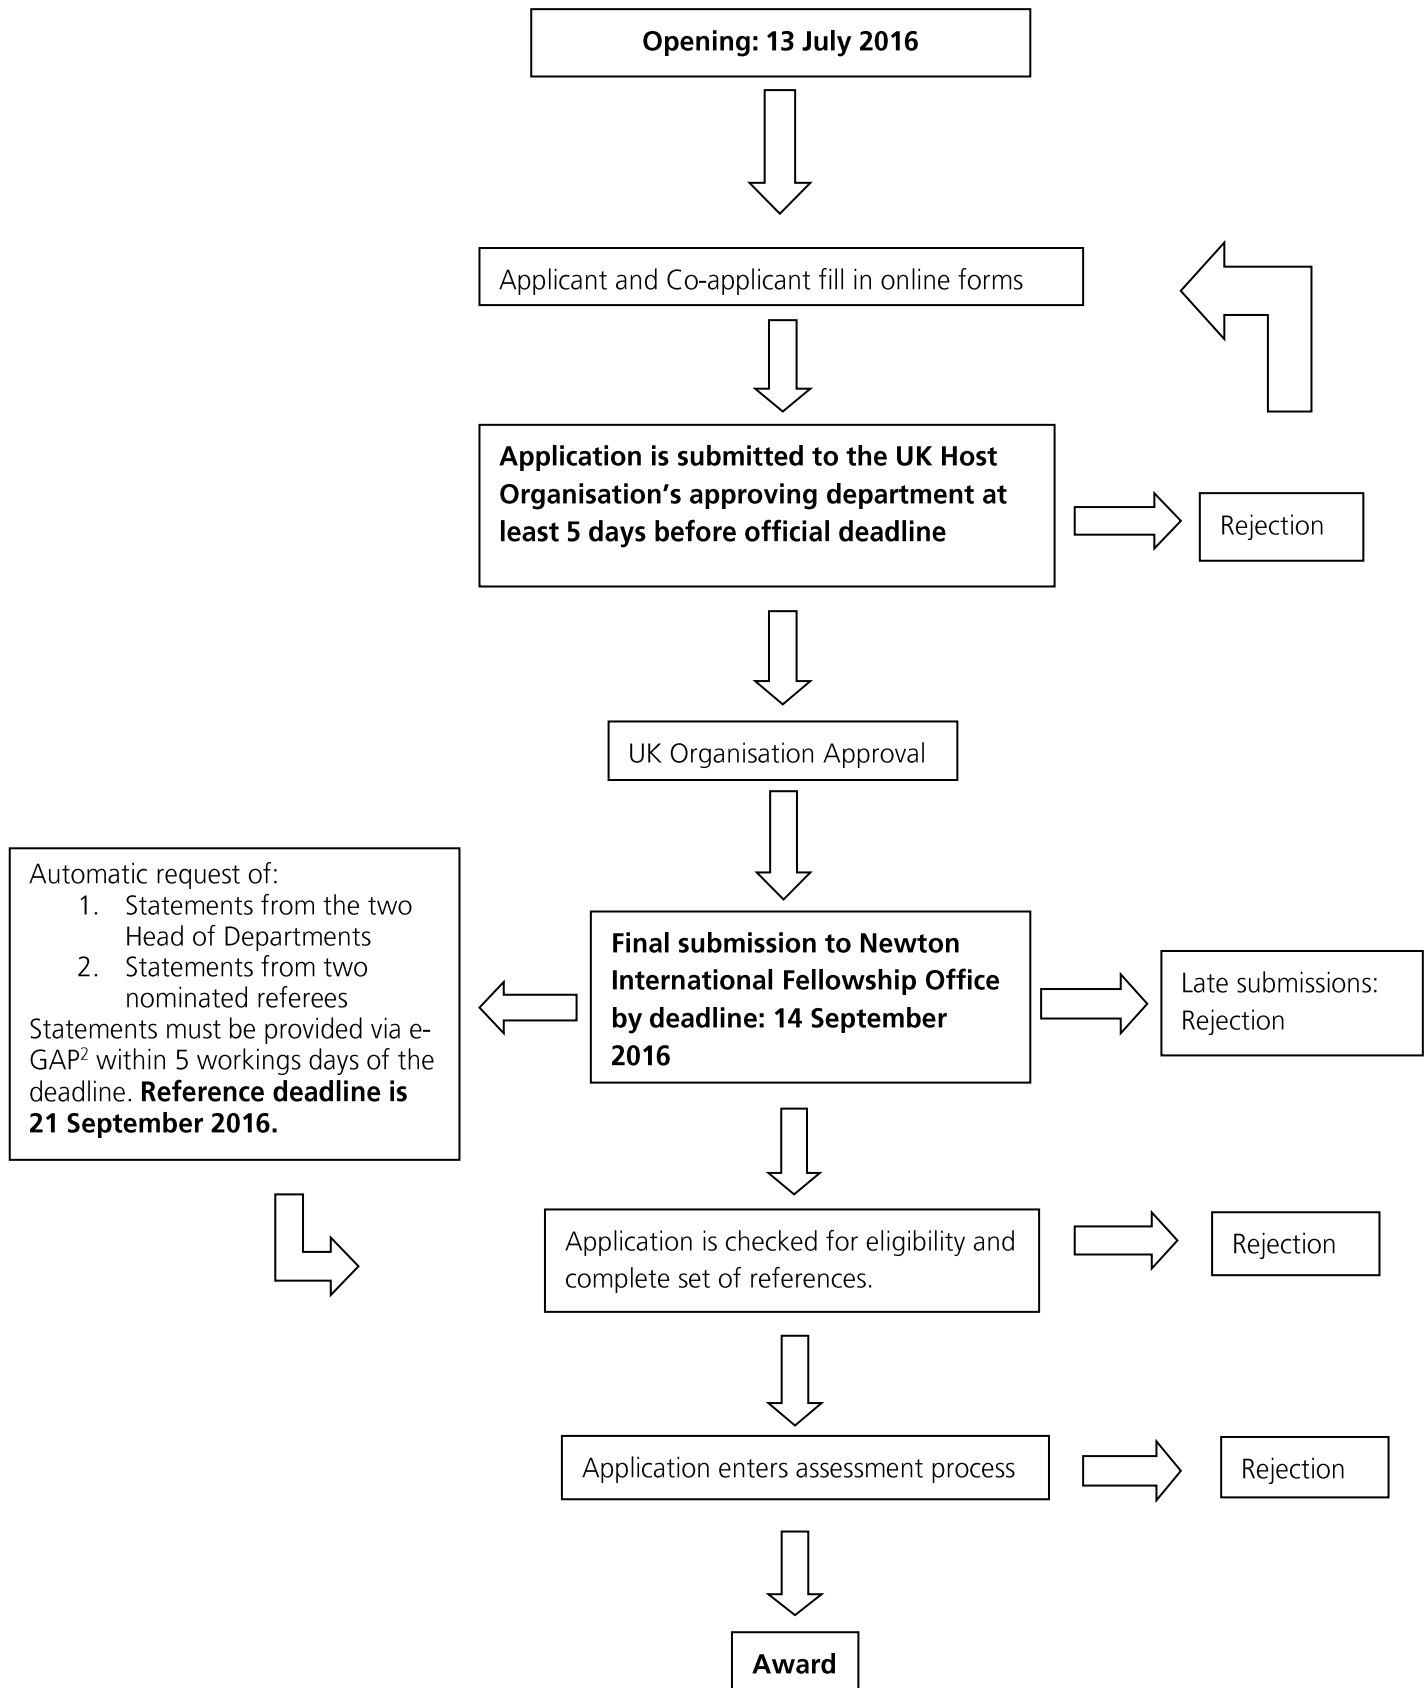 Opening: 13 July 2016
Applicant and Co-applicant fill in online forms
Application is submitted to the UK Host
Organisation’s approving department at
least 5 days before official deadline
Rejection
UK Organisation Approval
Automatic request of:
1. Statements from the two
Head of Departments
2. Statements from two
nominated referees
Statements must be provided via e-
GAP² within 5 workings days of the
deadline. Reference deadline is
21 September 2016.
Final submission to Newton
International Fellowship Office
by deadline: 14 September
2016
Late submissions:
Rejection
Application is checked for eligibility and
complete set of references.
Rejection
Application enters assessment process
Rejection
Award